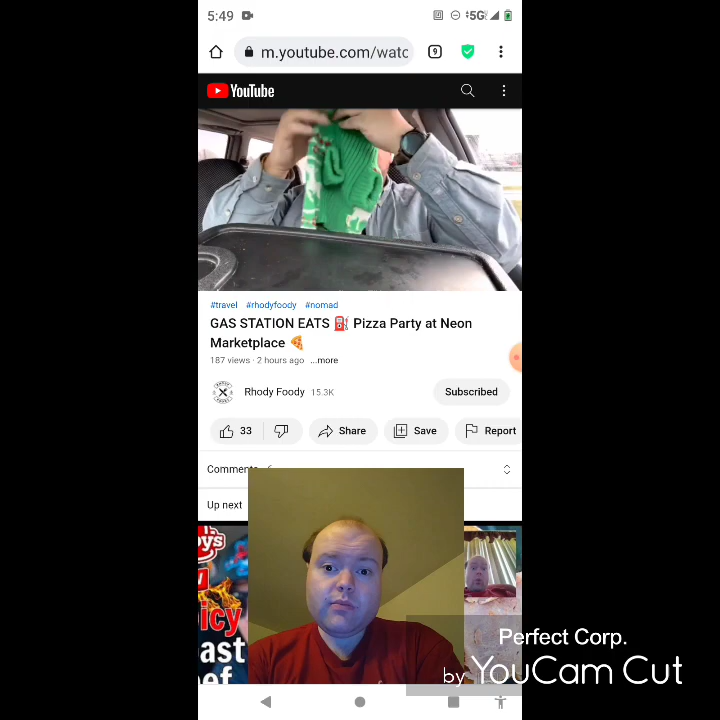 5:49
5G
m.youtube.com/watc
9
YouTube
#travel #rhodyfoody #nomad
GAS STATION EATS ⛽ Pizza Party at Neon
Marketplace 🍕
187 views · 2 hours ago ...more
Rhody Foody 15.3K
Subscribed
33
Share
Save
Report
Comments
Up next
ys
icy
ast
ef
Perfect Corp.
by YouCam Cut